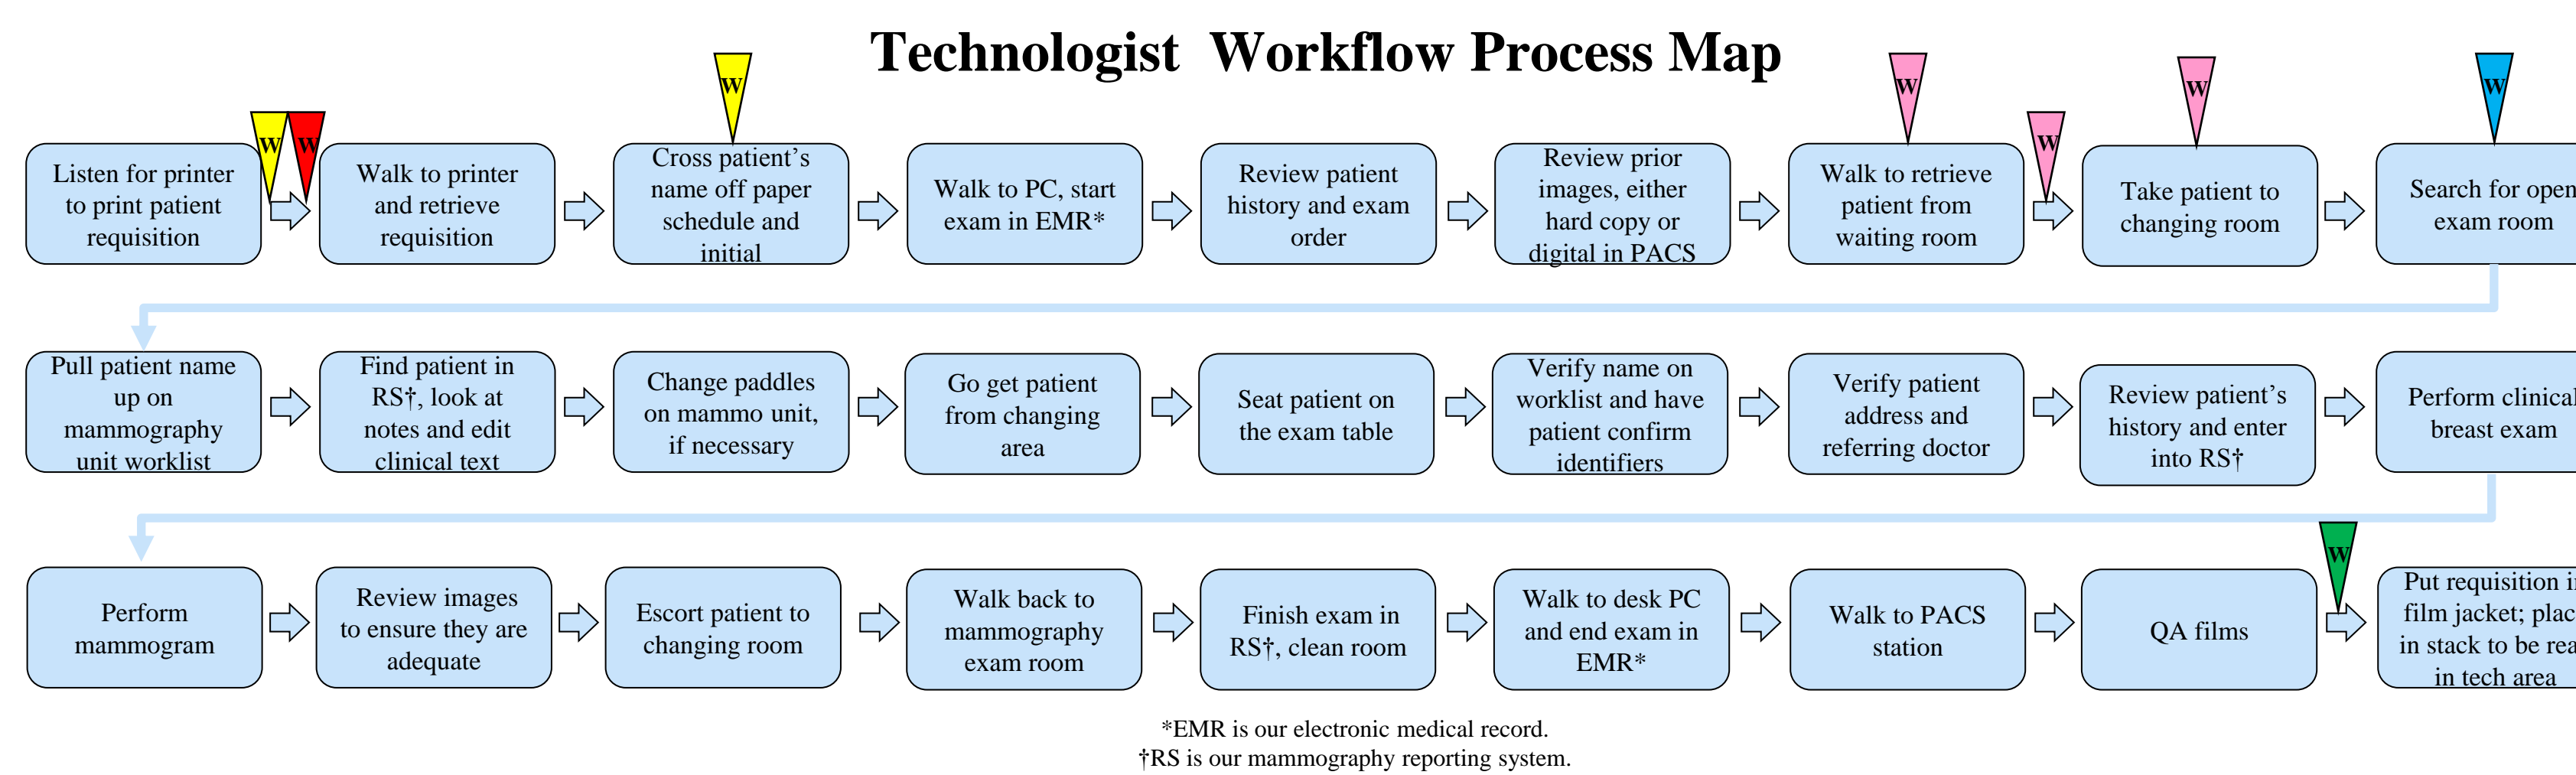 Technologist Workflow Process Map
W
W
W
W
W
W
W
Listen for printer
to print patient
requisition
Walk to printer
and retrieve
requisition
Cross patient's
name off paper
schedule and
initial
Walk to PC, start
exam in EMR*
Review patient
history and exam
order
Review prior
images, either
hard copy or
digital in PACS
Walk to retrieve
patient from
waiting room
Take patient to
changing room
Search for open
exam room
Pull patient name
up on
mammography
unit worklist
Find patient in
RS†, look at
notes and edit
clinical text
Change paddles
on mammo unit,
if necessary
Go get patient
from changing
area
Seat patient on
the exam table
Verify name on
worklist and have
patient confirm
identifiers
Verify patient
address and
referring doctor
Review patient's
history and enter
into RS†
Perform clinical
breast exam
Perform
mammogram
Review images
to ensure they are
adequate
Escort patient to
changing room
Walk back to
mammography
exam room
Finish exam in
RS†, clean room
Walk to desk PC
and end exam in
EMR*
Walk to PACS
station
QA films
W
Put requisition i
film jacket; plac
in stack to be rea
in tech area
*EMR is our electronic medical record.
†RS is our mammography reporting system.